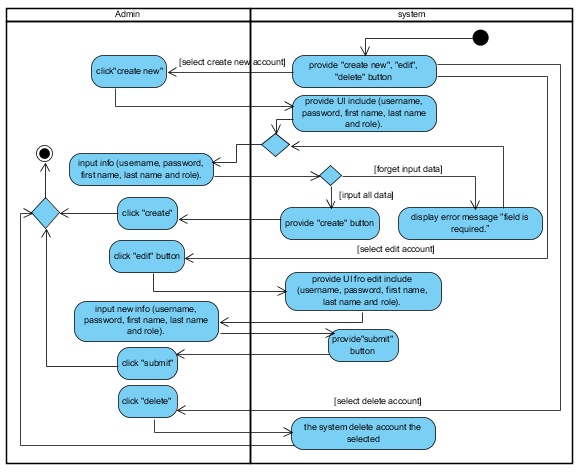 Admin
system
provide "create new", "edit",
"delete" button
[select create new account]
click"create new"
provide UI include (username,
password, first name, last name
and role).
input info (username, password,
first name, last name and role).
[forget input data]
[input all data]
click "create"
provide "create" button
display error message "field is
required."
[select edit account]
click "edit" button
provide UI fro edit include
(username, password, first name,
last name and role).
input new info (username,
password, first name, last name
and role).
provide"submit"
button
click "submit"
click "delete"
[select delete account]
the system delete account the
selected